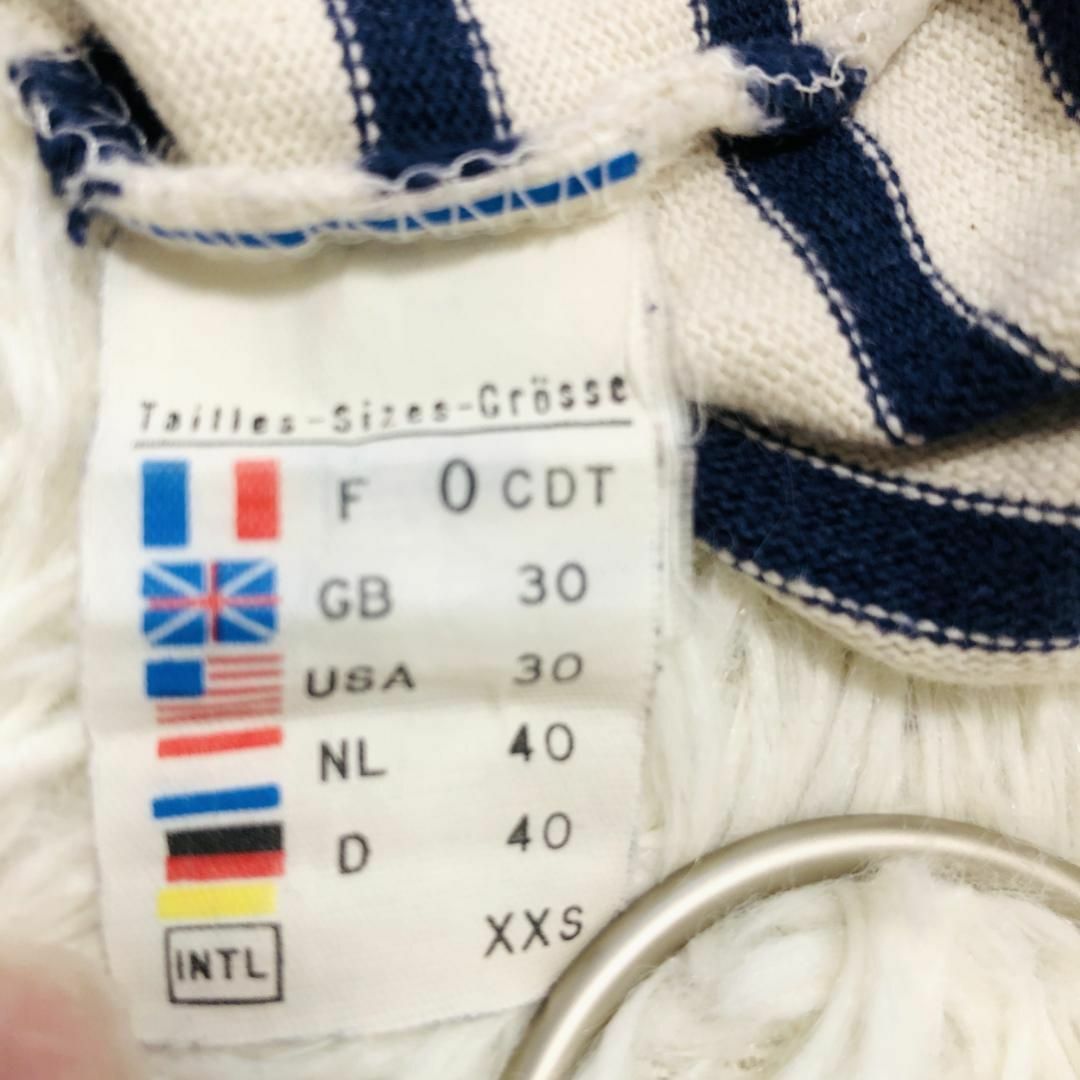 Tailles-Sizes-Grösse
F 0 CDT
GB 30
USA 30
NL 40
D 40
INTL XXS